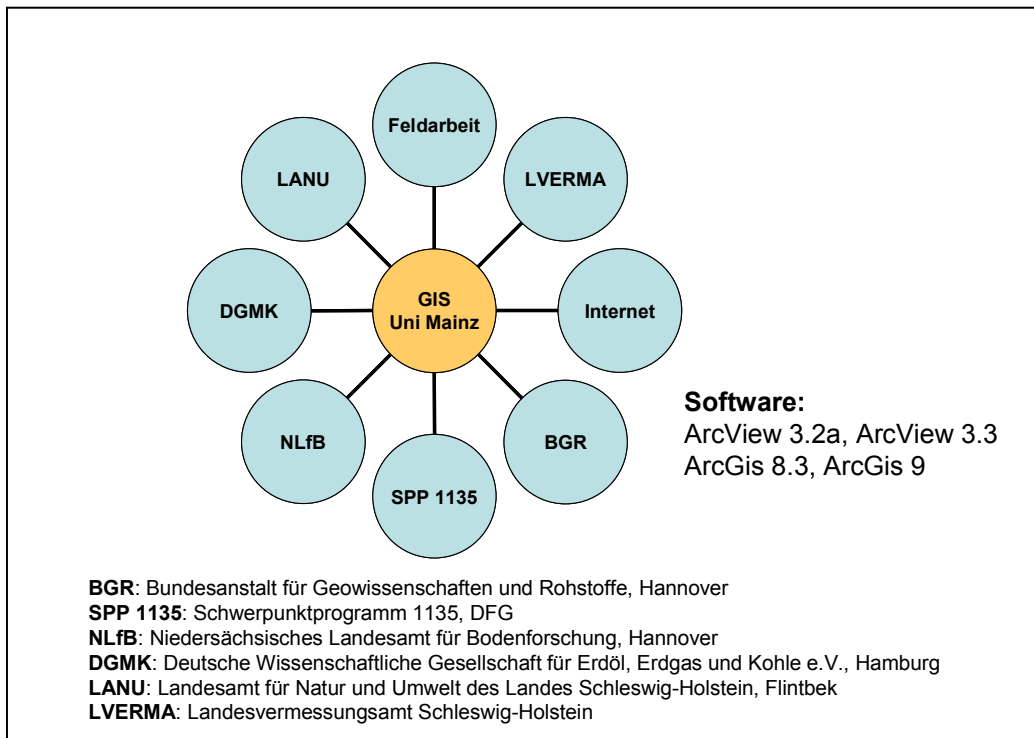 Feldarbeit
LANU
LVERMA
DGMK
GIS
Uni Mainz
Internet
NLfB
BGR
SPP 1135
Software:
ArcView 3.2a, ArcView 3.3
ArcGis 8.3, ArcGis 9
BGR: Bundesanstalt für Geowissenschaften und Rohstoffe, Hannover
SPP 1135: Schwerpunktprogramm 1135, DFG
NLfB: Niedersächsisches Landesamt für Bodenforschung, Hannover
DGMK: Deutsche Wissenschaftliche Gesellschaft für Erdöl, Erdgas und Kohle e.V., Hamburg
LANU: Landesamt für Natur und Umwelt des Landes Schleswig-Holstein, Flintbek
LVERMA: Landesvermessungsamt Schleswig-Holstein